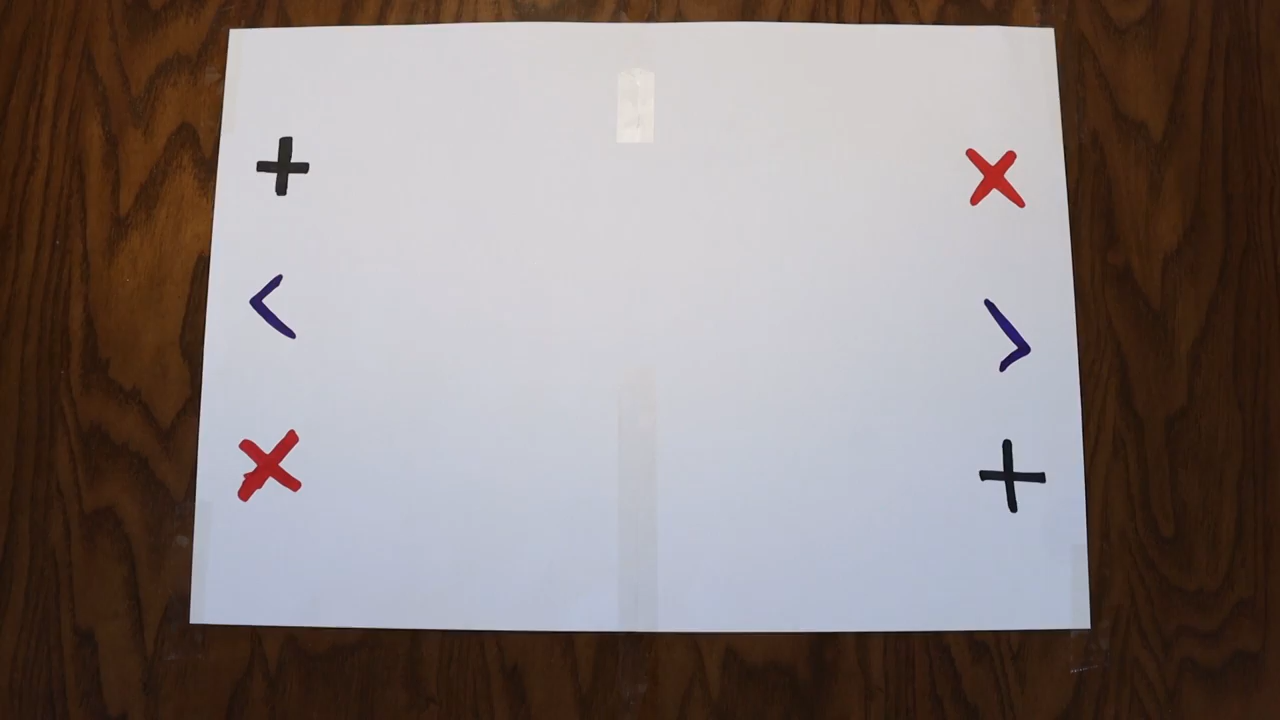 + ×
< >
× +